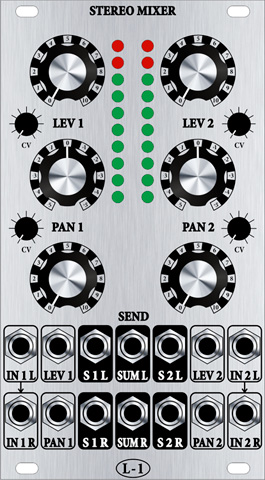 STEREO MIXER
LEV 1 LEV 2
CV CV
PAN 1 PAN 2
CV CV
SEND
IN 1 L LEV 1 S 1 L SUM L S 2 L LEV 2 IN 2 L
IN 1 R PAN 1 S 1 R SUM R S 2 R PAN 2 IN 2 R
L-1